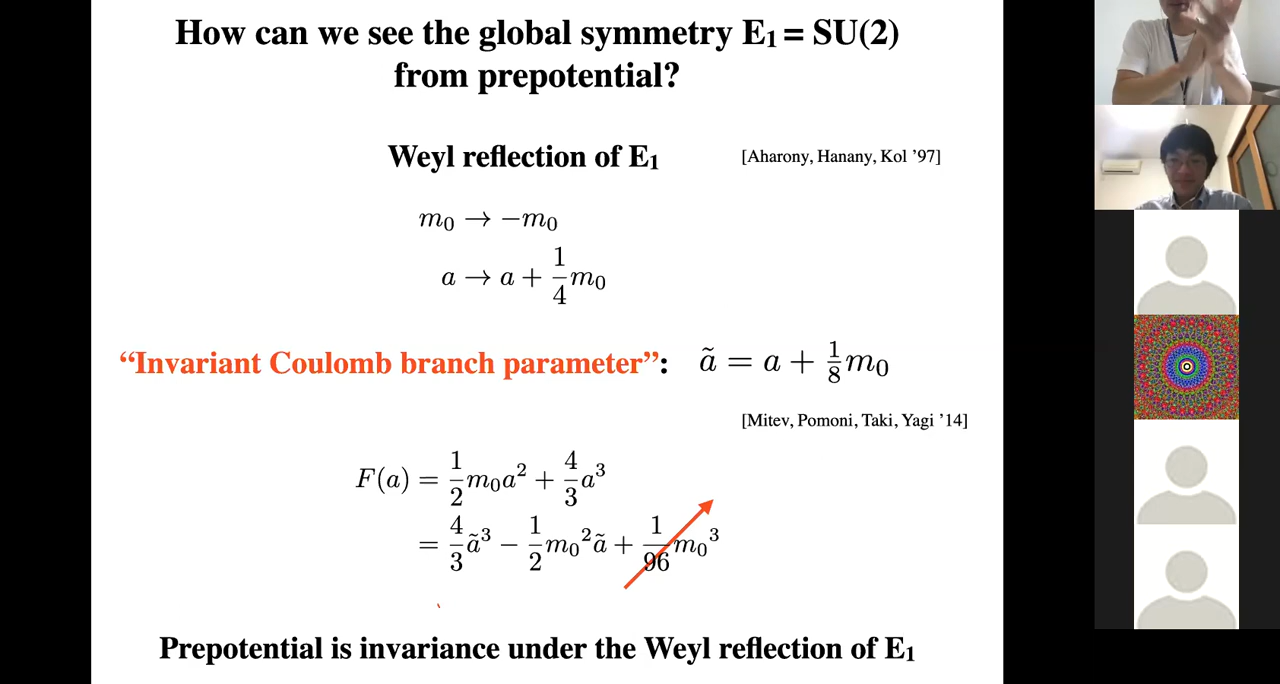 How can we see the global symmetry E₁ = SU(2)
from prepotential?
Weyl reflection of E₁ [Aharony, Hanany, Kol ’97]
m₀ → −m₀
a → a + 1/4 m₀
“Invariant Coulomb branch parameter”: ã = a + 1/8 m₀
[Mitev, Pomoni, Taki, Yagi ’14]
F(a) = 1/2 m₀a² + 4/3 a³
= 4/3 ã³ − 1/2 m₀²ã + 1/96 m₀³
Prepotential is invariance under the Weyl reflection of E₁